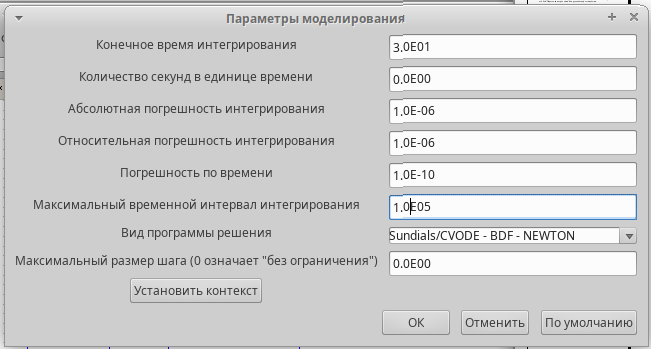 Параметры моделирования
Конечное время интегрирования 3.0E01
Количество секунд в единице времени 0.0E00
Абсолютная погрешность интегрирования 1.0E-06
Относительная погрешность интегрирования 1.0E-06
Погрешность по времени 1.0E-10
Максимальный временной интервал интегрирования 1.0E05
Вид программы решения Sundials/CVODE - BDF - NEWTON
Максимальный размер шага (0 означает "без ограничения") 0.0E00
Установить контекст
ОК Отменить По умолчанию